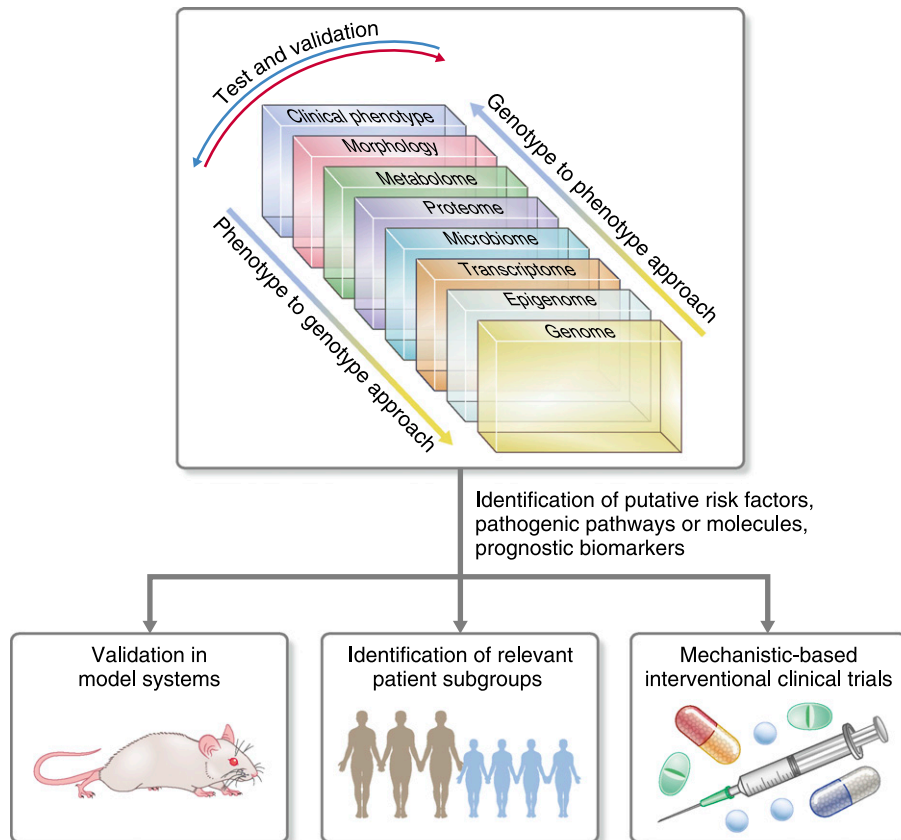 Test and validation
Clinical phenotype
Morphology
Metabolome
Proteome
Microbiome
Transcriptome
Epigenome
Genome
Genotype to phenotype approach
Phenotype to genotype approach
Identification of putative risk factors,
pathogenic pathways or molecules,
prognostic biomarkers
Validation in
model systems
Identification of relevant
patient subgroups
Mechanistic-based
interventional clinical trials